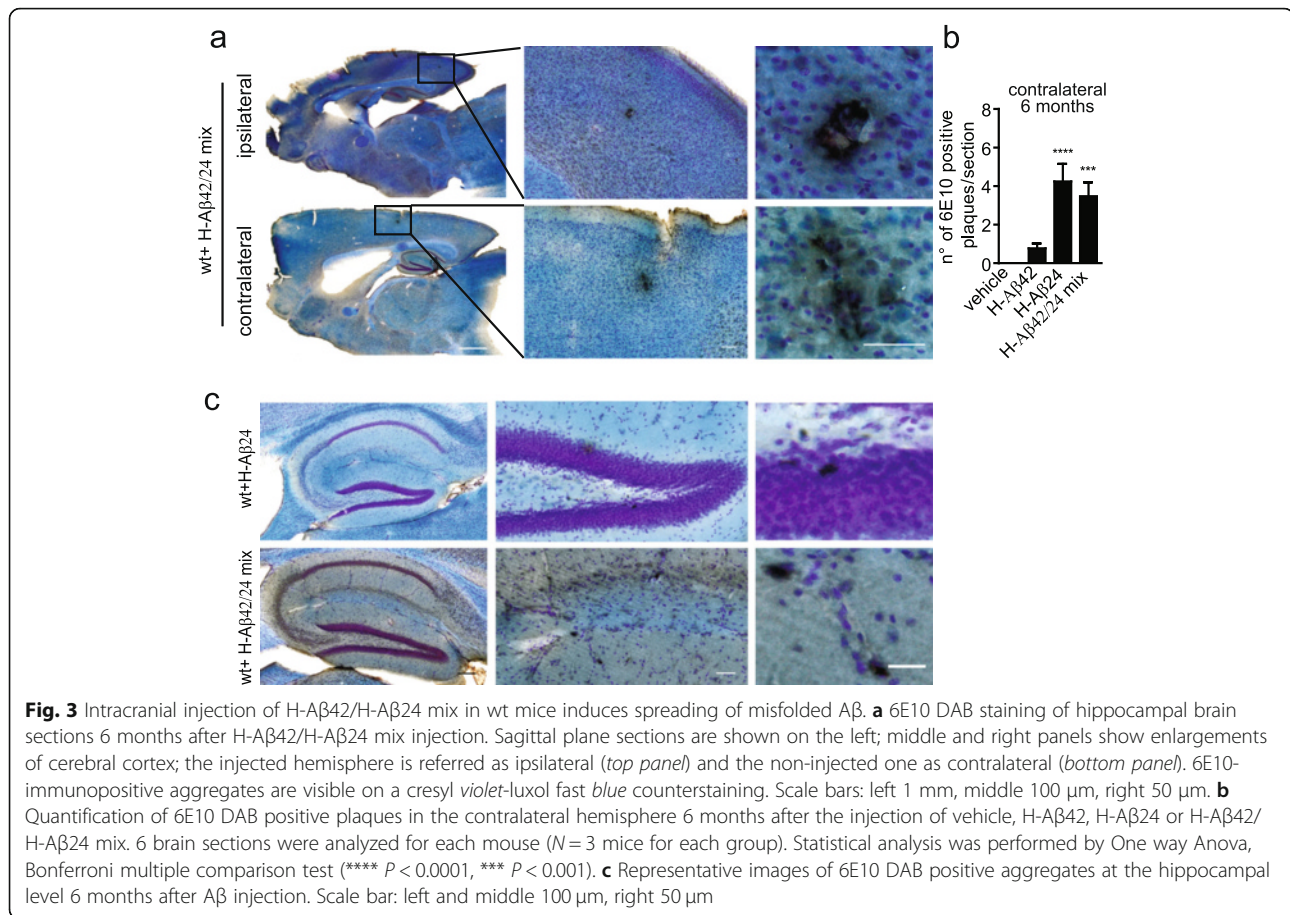 a
wt+ H-Aβ42/24 mix
ipsilateral
contralateral
b
contralateral
6 months
n° of 6E10 positive
plaques/section
8
6
4
2
0
****
***
vehicle
H-Aβ42
H-Aβ24
H-Aβ42/24 mix
c
wt+H-Aβ24
wt+ H-Aβ42/24 mix
Fig. 3 Intracranial injection of H-Aβ42/H-Aβ24 mix in wt mice induces spreading of misfolded Aβ. a 6E10 DAB staining of hippocampal brain
sections 6 months after H-Aβ42/H-Aβ24 mix injection. Sagittal plane sections are shown on the left; middle and right panels show enlargements
of cerebral cortex; the injected hemisphere is referred as ipsilateral (top panel) and the non-injected one as contralateral (bottom panel). 6E10-
immunopositive aggregates are visible on a cresyl violet-luxol fast blue counterstaining. Scale bars: left 1 mm, middle 100 μm, right 50 μm. b
Quantification of 6E10 DAB positive plaques in the contralateral hemisphere 6 months after the injection of vehicle, H-Aβ42, H-Aβ24 or H-Aβ42/
H-Aβ24 mix. 6 brain sections were analyzed for each mouse (N = 3 mice for each group). Statistical analysis was performed by One way Anova,
Bonferroni multiple comparison test (**** P < 0.0001, *** P < 0.001). c Representative images of 6E10 DAB positive aggregates at the hippocampal
level 6 months after Aβ injection. Scale bar: left and middle 100 μm, right 50 μm